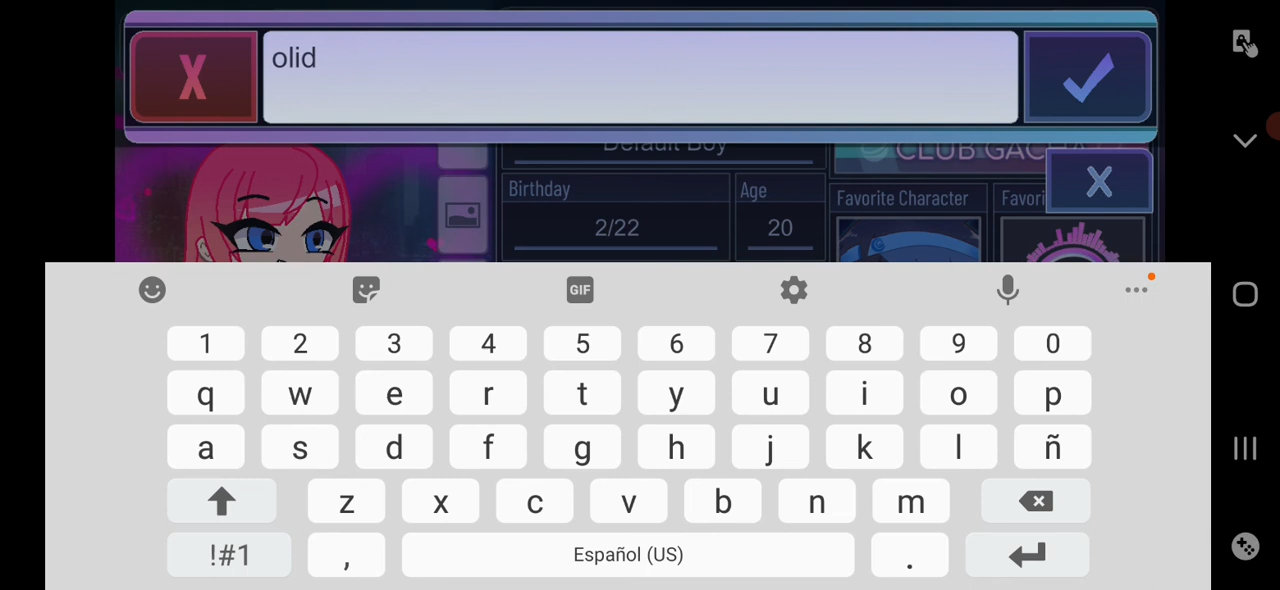 X
olid
Default Boy
CLUB GACHA
X
Birthday
Age
Favorite Character
Favori
2/22
20
GIF
1 2 3 4 5 6 7 8 9 0
q w e r t y u i o p
a s d f g h j k l ñ
z x c v b n m
!#1 , Español (US) .